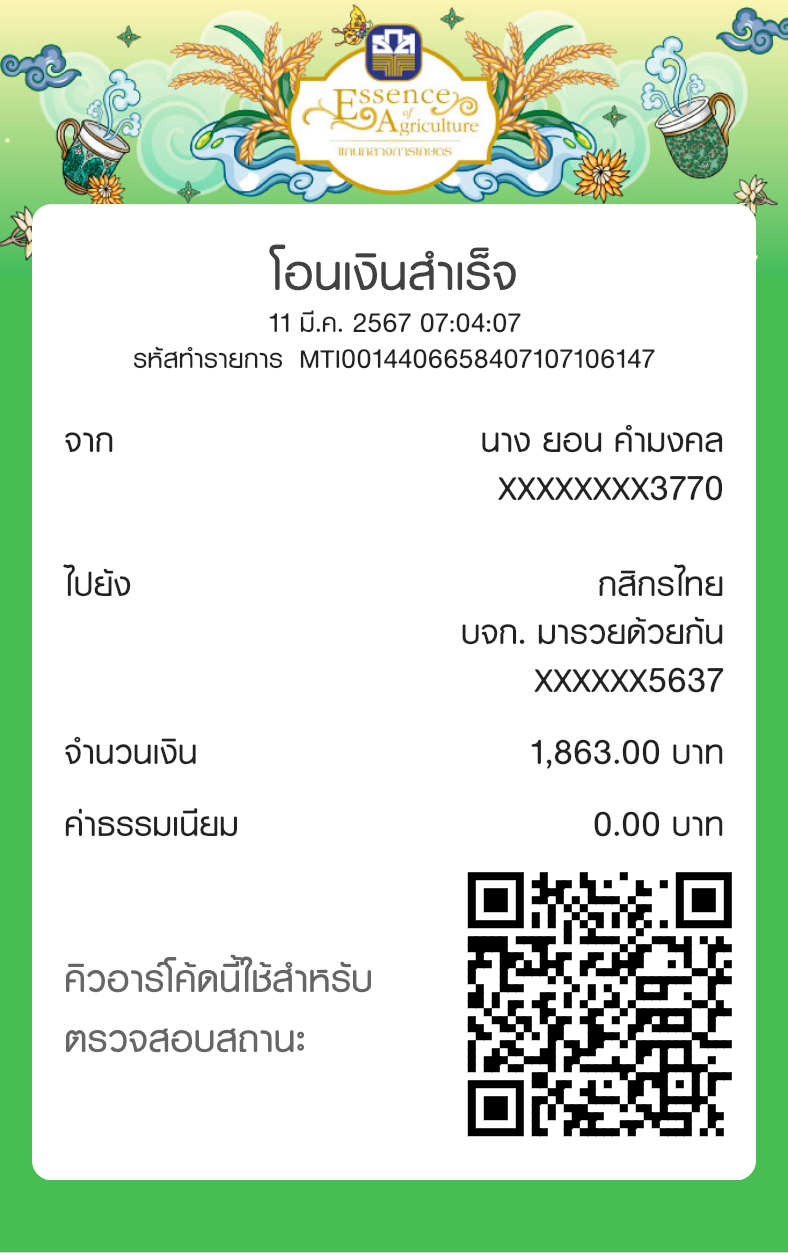 Essence
of
Agriculture
แก่นกลางการเกษตร
โอนเงินสำเร็จ
11 มี.ค. 2567 07:04:07
รหัสทำรายการ MTI0014406658407107106147
จาก นาง ยอน คำมงคล
XXXXXXXX3770
ไปยัง กสิกรไทย
บจก. มารวยด้วยกัน
XXXXXX5637
จำนวนเงิน 1,863.00 บาท
ค่าธรรมเนียม 0.00 บาท
คิวอาร์โค้ดนี้ใช้สำหรับ
ตรวจสอบสถานะ